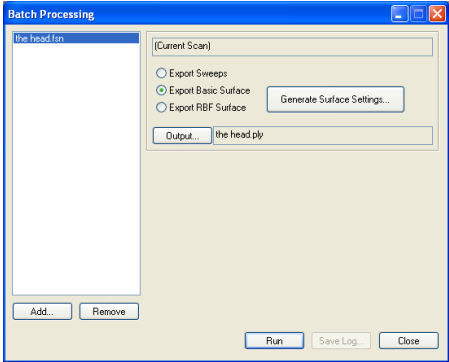 Batch Processing
the head.fsn
(Current Scan)
Export Sweeps
Export Basic Surface
Export RBF Surface
Generate Surface Settings...
Output...
the head.ply
Add...
Remove
Run
Save Log...
Close